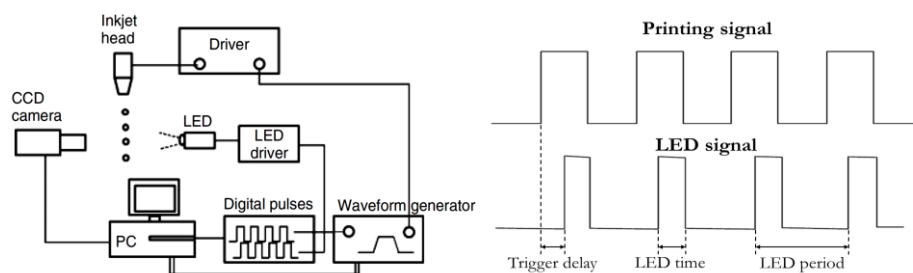 Inkjet
head
Driver
CCD
camera
LED
LED
driver
PC
Digital pulses
Waveform generator
Printing signal
LED signal
Trigger delay
LED time
LED period